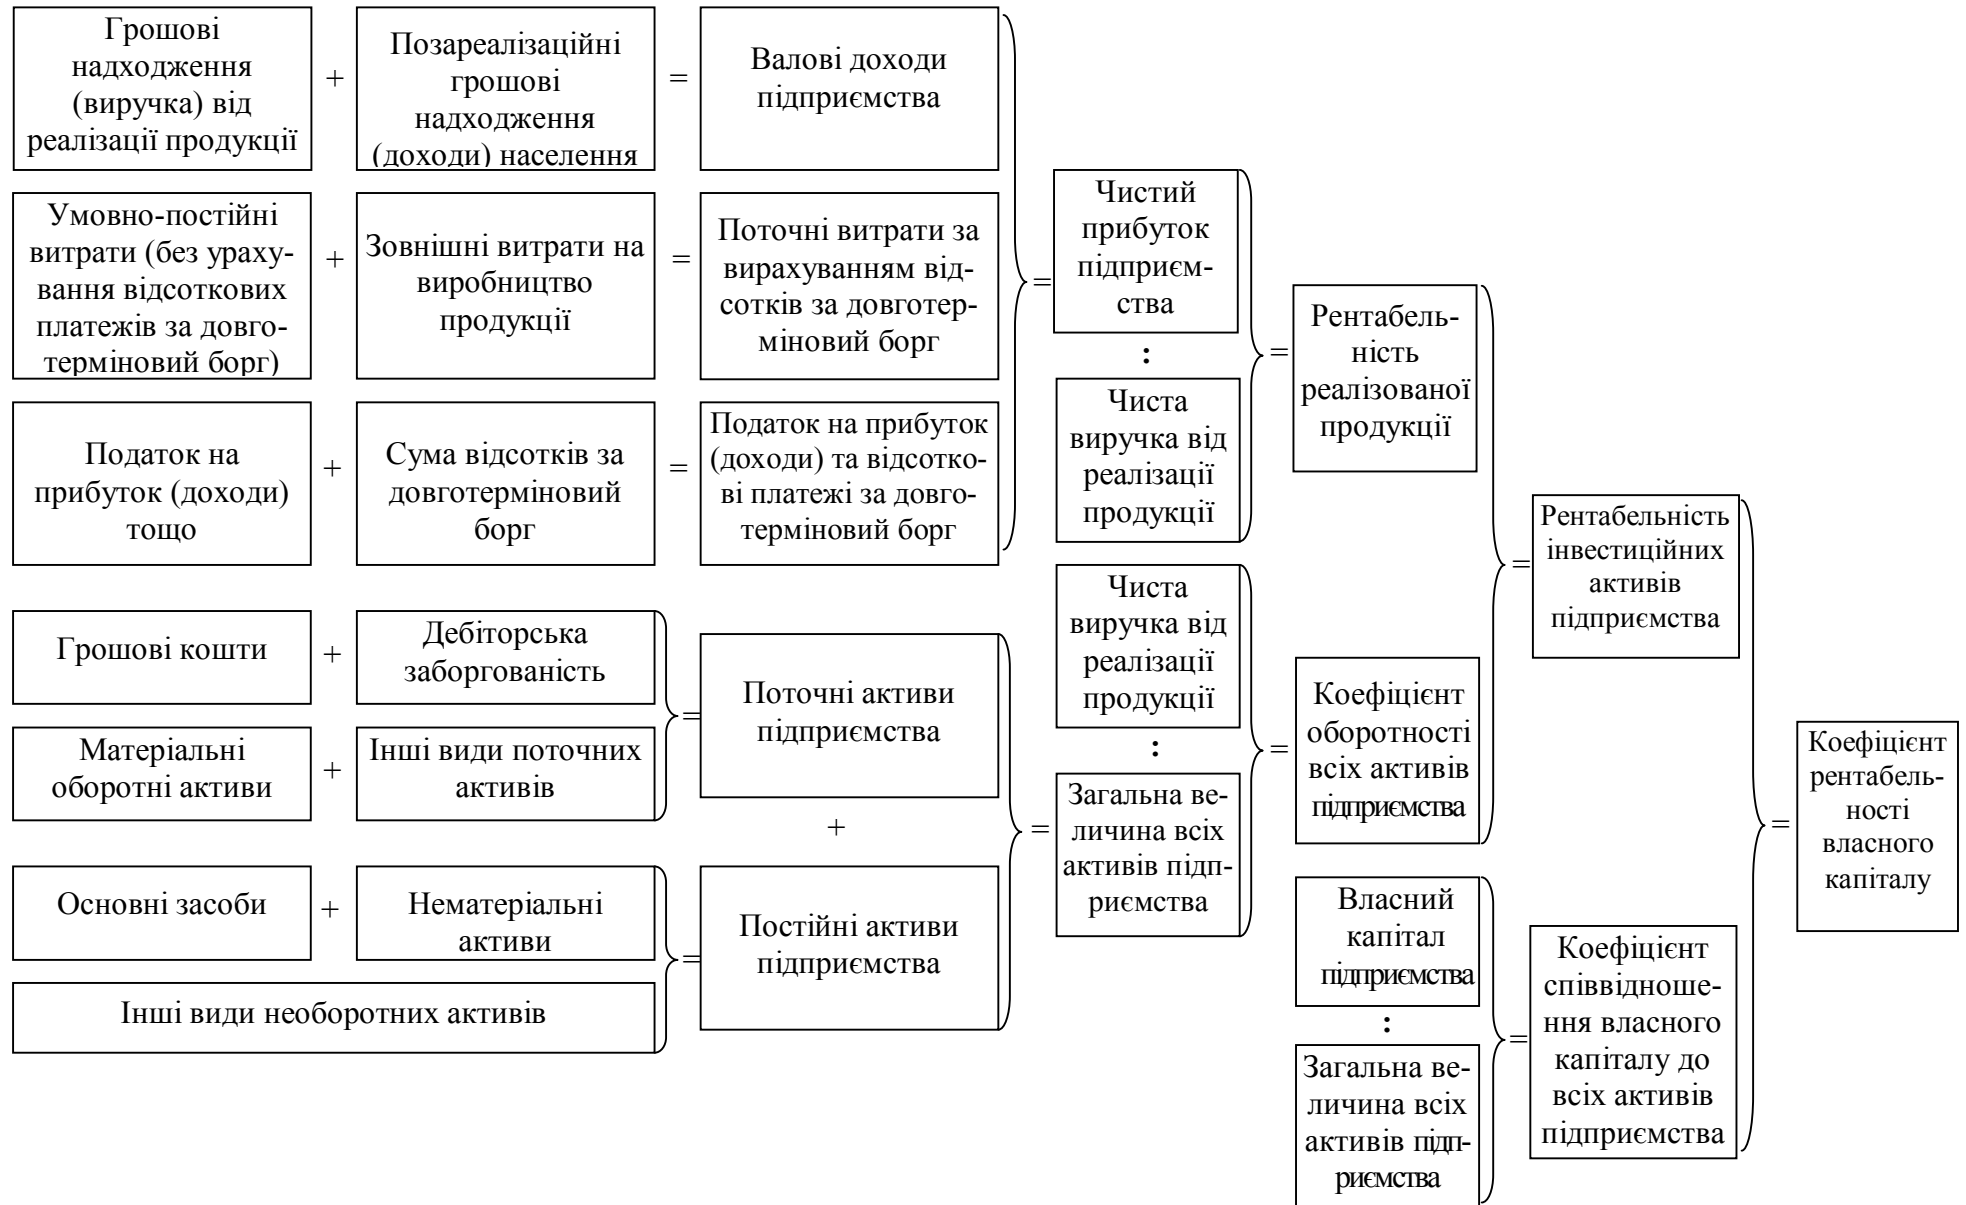 Грошові
надходження
(виручка) від
реалізації продукції
+
Позареалізаційні
грошові
надходження
(доходи) населення
=
Валові доходи
підприємства
Умовно-постійні
витрати (без ураху-
вання відсоткових
платежів за довго-
терміновий борг)
+
Зовнішні витрати на
виробництво
продукції
=
Поточні витрати за
вирахуванням від-
сотків за довготер-
міновий борг
Податок на
прибуток (доходи)
тощо
+
Сума відсотків за
довготерміновий
борг
=
Податок на прибуток
(доходи) та відсотко-
ві платежі за довго-
терміновий борг
=
Чистий
прибуток
підприєм-
ства
:
Чиста
виручка від
реалізації
продукції
=
Рентабель-
ність
реалізованої
продукції
Грошові кошти
+
Дебіторська
заборгованість
Матеріальні
оборотні активи
+
Інші види поточних
активів
=
Поточні активи
підприємства
+
Основні засоби
+
Нематеріальні
активи
Інші види необоротних активів
=
Постійні активи
підприємства
=
Чиста
виручка від
реалізації
продукції
:
Загальна ве-
личина всіх
активів підп-
риємства
=
Коефіцієнт
оборотності
всіх активів
підприємства
=
Рентабельність
інвестиційних
активів
підприємства
Власний
капітал
підприємства
:
Загальна ве-
личина всіх
активів підп-
риємства
=
Коефіцієнт
співвідноше-
ння власного
капіталу до
всіх активів
підприємства
=
Коефіцієнт
рентабель-
ності
власного
капіталу